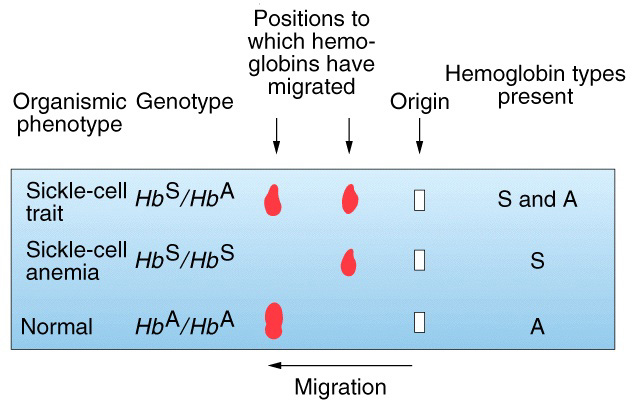 Positions to
which hemo-
globins have
migrated
Hemoglobin types
present
Organismic
phenotype
Genotype
Origin
Sickle-cell
trait
HbS/HbA
S and A
Sickle-cell
anemia
HbS/HbS
S
Normal
HbA/HbA
A
Migration